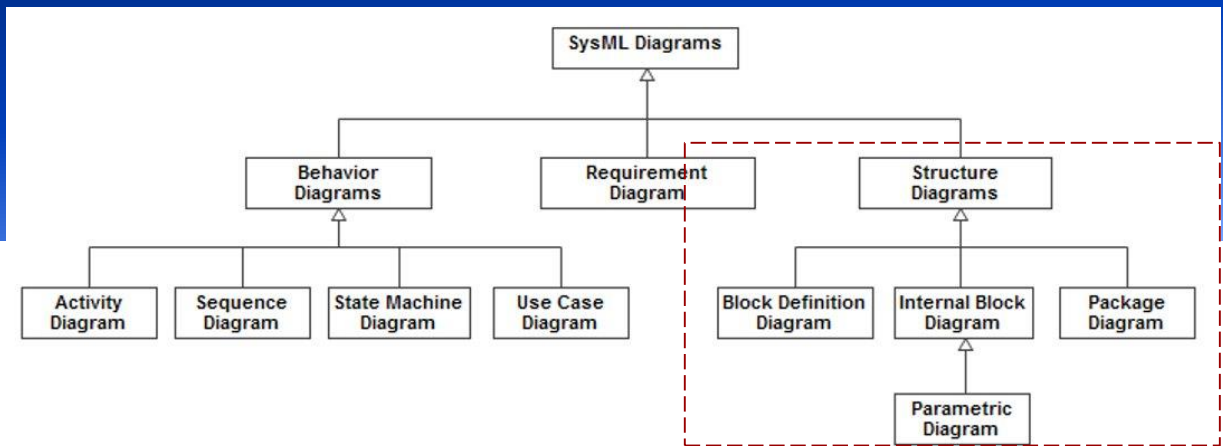 SysML Diagrams
Behavior
Diagrams
Requirement
Diagram
Structure
Diagrams
Activity
Diagram
Sequence
Diagram
State Machine
Diagram
Use Case
Diagram
Block Definition
Diagram
Internal Block
Diagram
Package
Diagram
Parametric
Diagram